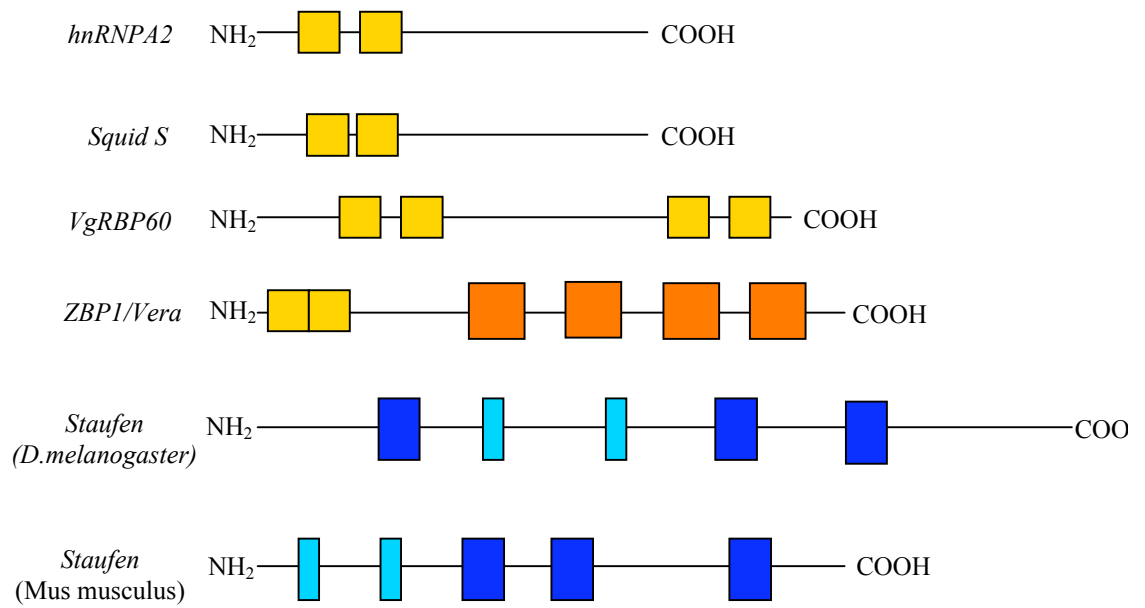 hnRNPA2 NH₂ COOH
Squid S NH₂ COOH
VgRBP60 NH₂ COOH
ZBP1/Vera NH₂ COOH
Staufen
(D.melanogaster) NH₂ COO
Staufen
(Mus musculus) NH₂ COOH